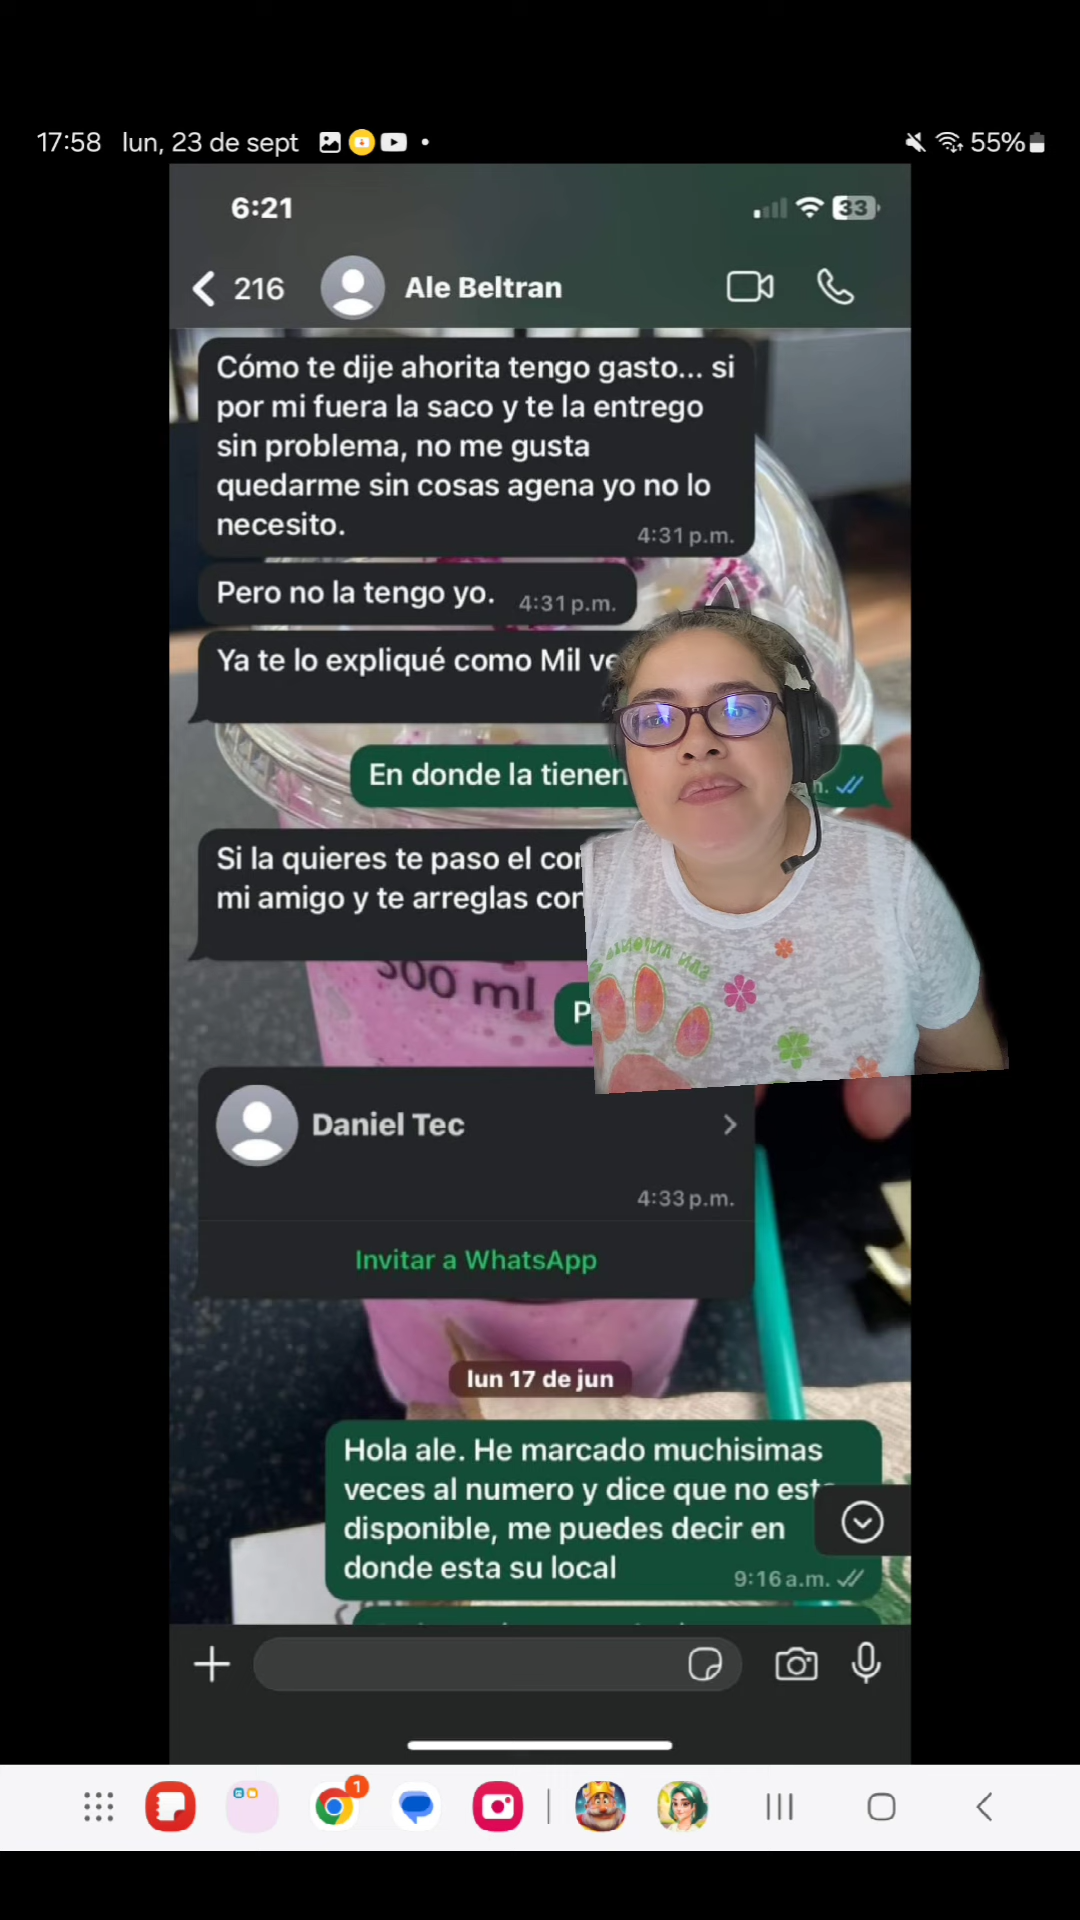 17:58 lun, 23 de sept 55%
6:21 33
216 Ale Beltran
Cómo te dije ahorita tengo gasto... si
por mi fuera la saco y te la entrego
sin problema, no me gusta
quedarme sin cosas agena yo no lo
necesito.
4:31 p.m.
Pero no la tengo yo. 4:31 p.m.
Ya te lo expliqué como Mil
En donde la tienen
Si la quieres te paso el
mi amigo y te arreglas
500 ml
SAN ANTONIO
Daniel Tec
4:33 p.m.
Invitar a WhatsApp
lun 17 de jun
Hola ale. He marcado muchisimas
veces al numero y dice que no
disponible, me puedes decir en
donde esta su local
9:16 a.m.
1